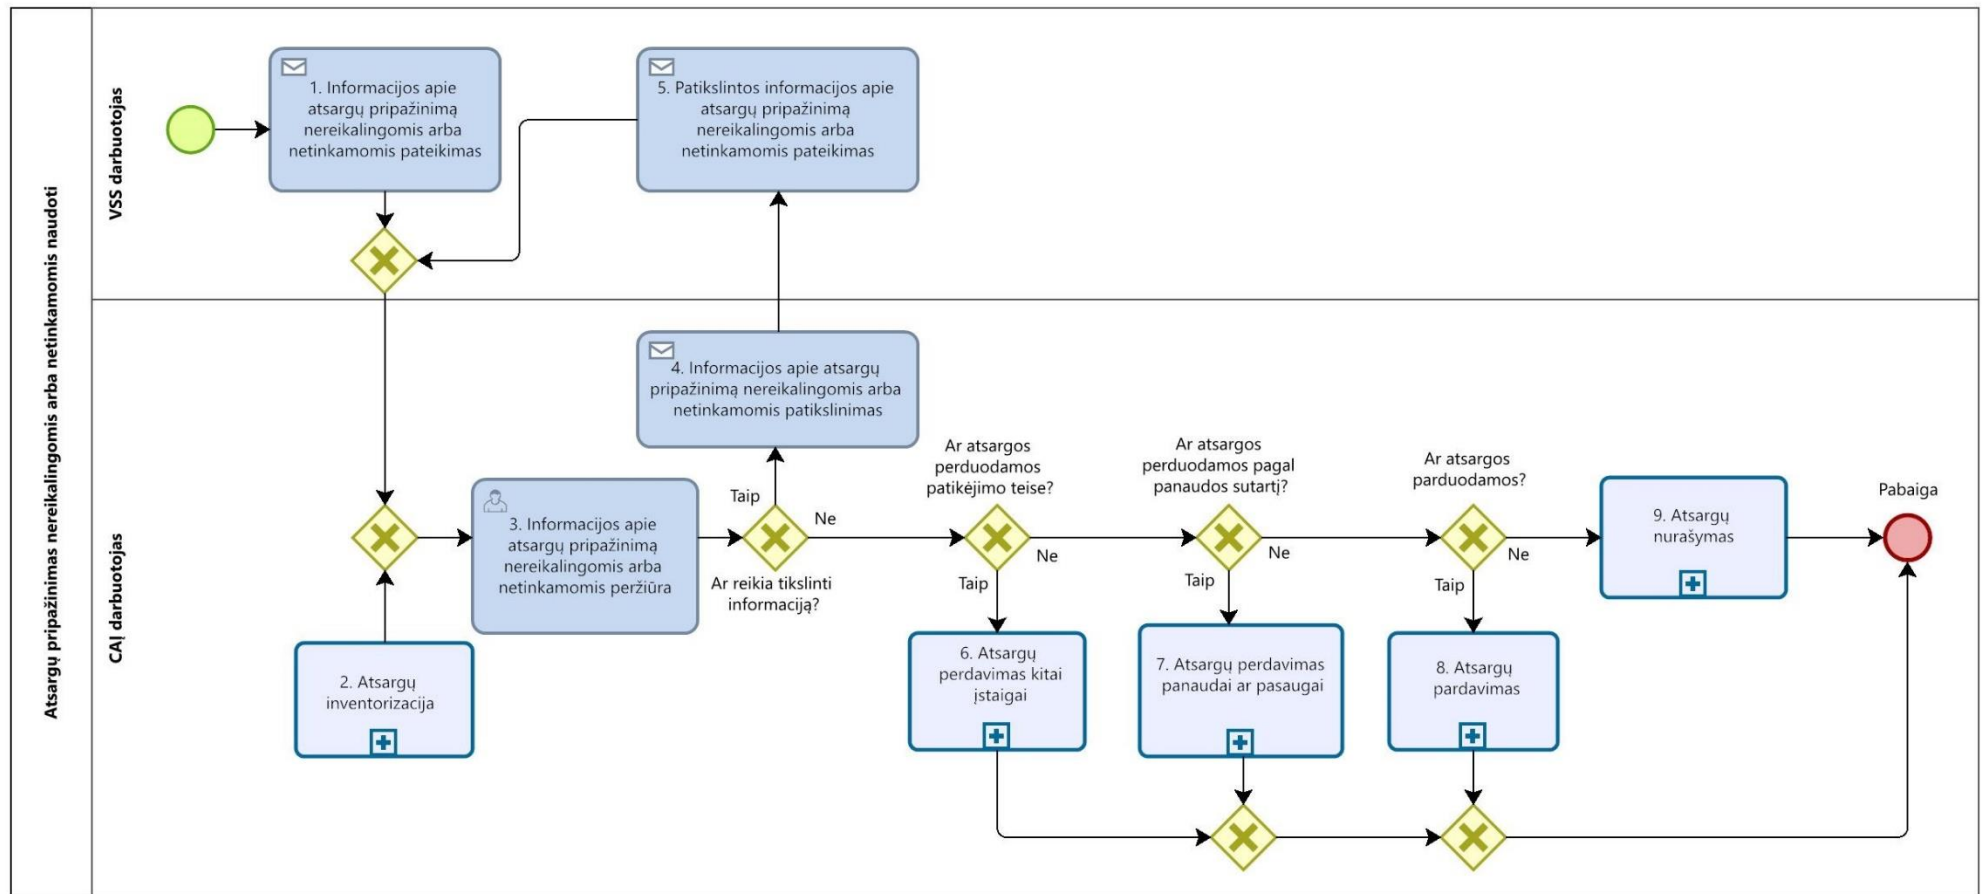 Atsargų pripažinimas nereikalingomis arba netinkamomis naudoti
VSS darbuotojas
1. Informacijos apie
atsargų pripažinimą
nereikalingomis arba
netinkamomis pateikimas
5. Patikslintos informacijos apie
atsargų pripažinimą
nereikalingomis arba
netinkamomis pateikimas
CAĮ darbuotojas
4. Informacijos apie atsargų
pripažinimą nereikalingomis arba
netinkamomis patikslinimas
2. Atsargų
inventorizacija
3. Informacijos apie
atsargų pripažinimą
nereikalingomis arba
netinkamomis peržiūra
Taip
Ne
Ar reikia tikslinti
informaciją?
Ar atsargos
perduodamos
patikėjimo teise?
Ne
Taip
6. Atsargų
perdavimas kitai
įstaigai
Ar atsargos
perduodamos pagal
panaudos sutartį?
Ne
Taip
7. Atsargų perdavimas
panaudai ar pasaugai
Ar atsargos
parduodamos?
Ne
Taip
8. Atsargų
pardavimas
9. Atsargų
nurašymas
Pabaiga